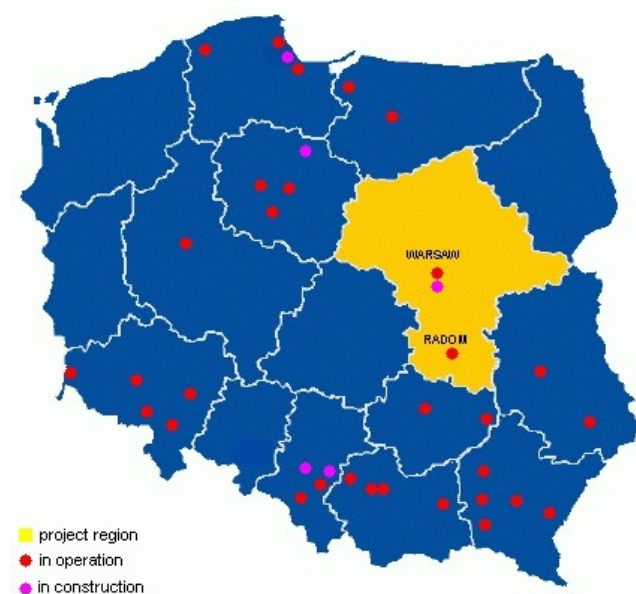 WARSAW
RADOM
project region
in operation
in construction